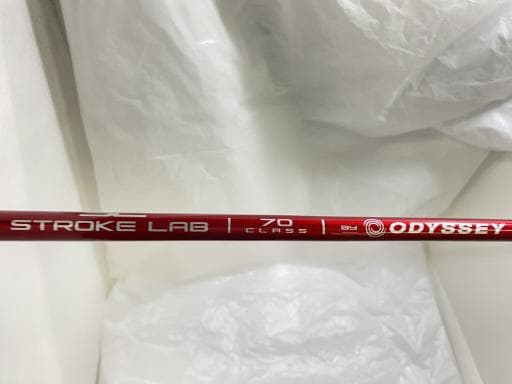 STROKE LAB | 70 CLASS | BY ODYSSEY